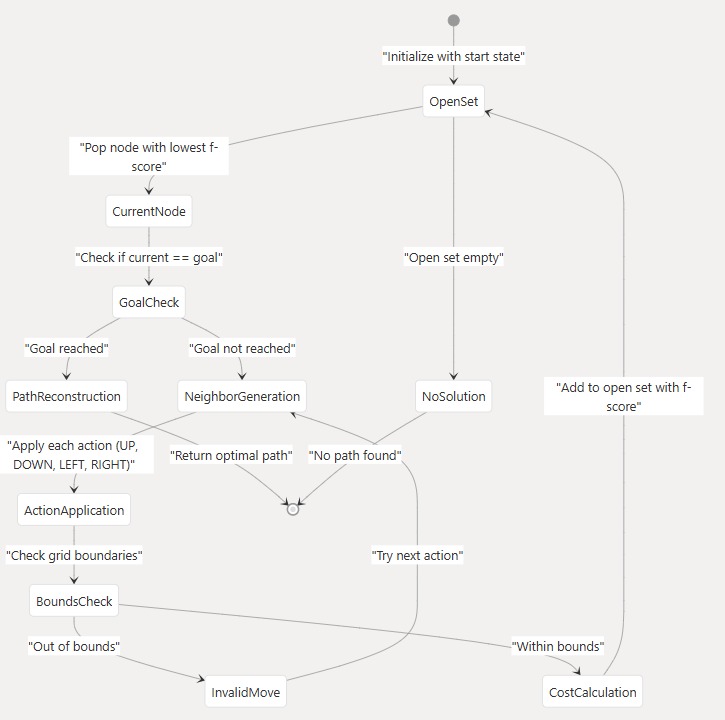 "Initialize with start state"
OpenSet
"Pop node with lowest f-
score"
CurrentNode
"Check if current == goal"
"Open set empty"
GoalCheck
"Goal reached"
"Goal not reached"
PathReconstruction
NeighborGeneration
NoSolution
"Add to open set with f-
score"
"Apply each action (UP,
DOWN, LEFT, RIGHT)"
"Return optimal path"
"No path found"
ActionApplication
"Check grid boundaries"
"Try next action"
BoundsCheck
"Out of bounds"
"Within bounds"
InvalidMove
CostCalculation